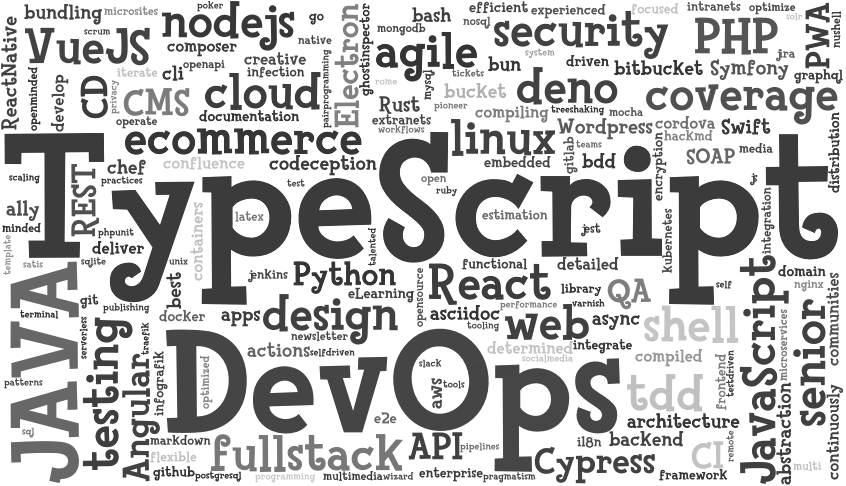 bundling
microsites
poker
nodejs
go
bash
mongodb
nosql
efficient
experienced
focused
intranets
optimize
solr
PWA
nushell
ReactNative
openminded
VueJS
scrum
composer
native
Electron
ghostinspector
agile
security
PHP
system
driven
jira
Symfony
graphql
develop
CD
privacy
iterate
cli
openapi
creative
infection
cloud
pairprogramming
rome
mysql
tickets
bun
deno
bitbucket
coverage
CMS
operate
documentation
Rust
extranets
workflows
bucket
pioneer
compiling
treeshaking
mocha
ecommerce
linux
Wordpress
cordova
hackmd
Swift
distribution
TypeScript
scaling
REST
chef
practices
confluence
codeception
test
open
ruby
embedded
gitlab
teams
bdd
encryption
SOAP
media
js
ally
minded
template
satis
phpunit
deliver
sqlite
containers
latex
talented
estimation
jest
kubernetes
integration
unix
best
jenkins
Python
eLearning
opensource
React
functional
detailed
library
varnish
QA
self
JavaScript
domain
nginx
communities
JAVA
terminal
serverless
git
publishing
docker
apps
design
newsletter
asciidoc
tooling
performance
web
async
shell
microservices
senior
testing
traefik
Angular
infografik
actions
selfdriven
DevOps
optimized
slack
aws
tools
determined
socialmedia
integrate
compiled
frontend
testdriven
tdd
patterns
sql
e2e
architecture
abstraction
continuously
markdown
flexible
fullstack
API
pipelines
i18n
backend
CI
remote
multi
github
postgresql
programming
multimediawizard
enterprise
pragmatism
Cypress
framework